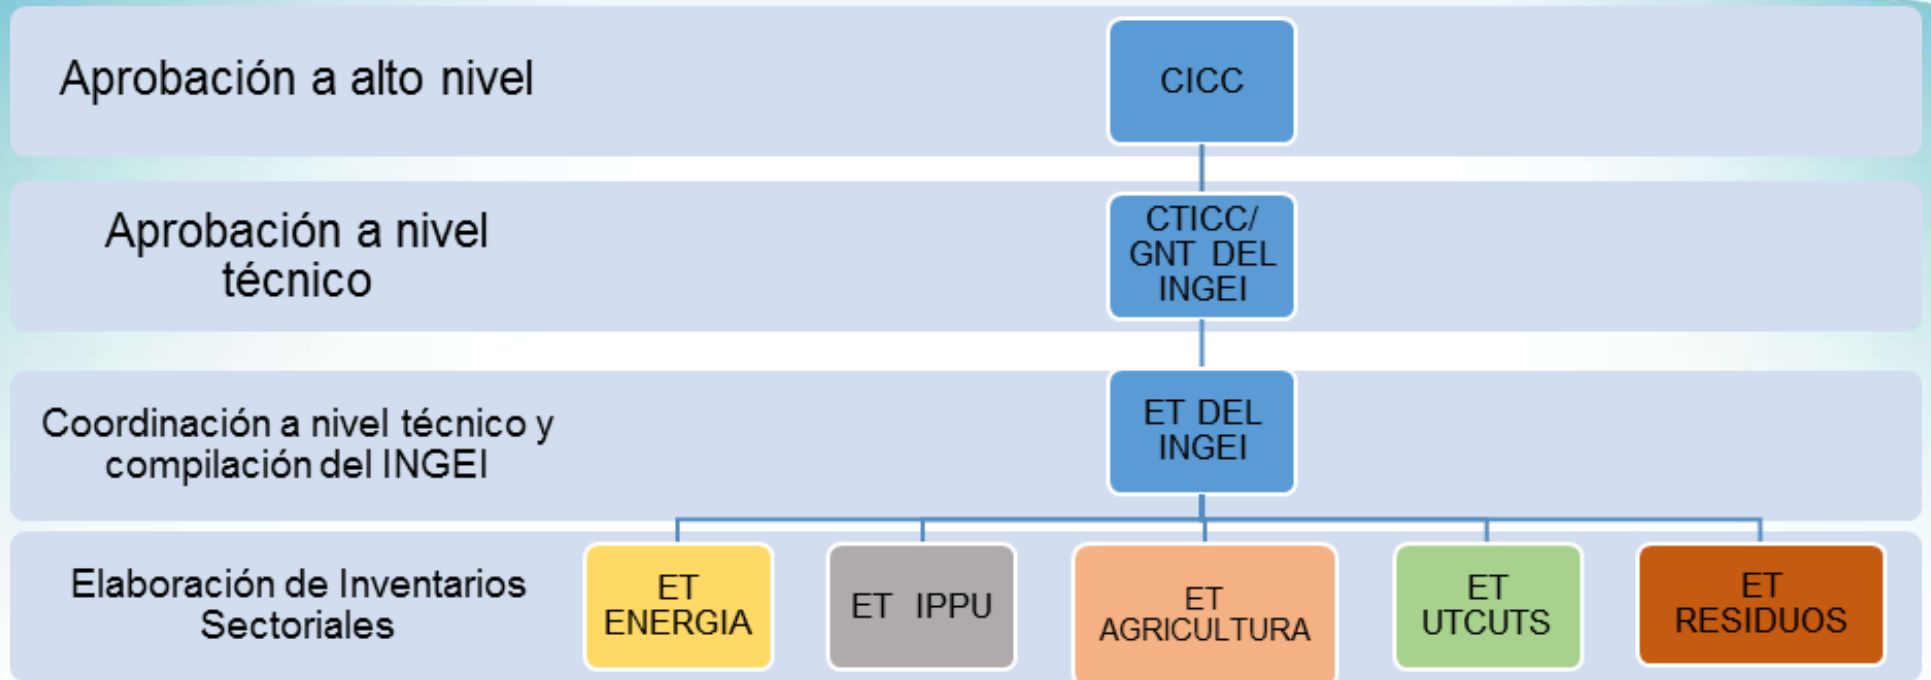 Aprobación a alto nivel
CICC
Aprobación a nivel
técnico
CTICC/
GNT DEL
INGEI
Coordinación a nivel técnico y
compilación del INGEI
ET DEL
INGEI
Elaboración de Inventarios
Sectoriales
ET
ENERGIA
ET IPPU
ET
AGRICULTURA
ET
UTCUTS
ET
RESIDUOS